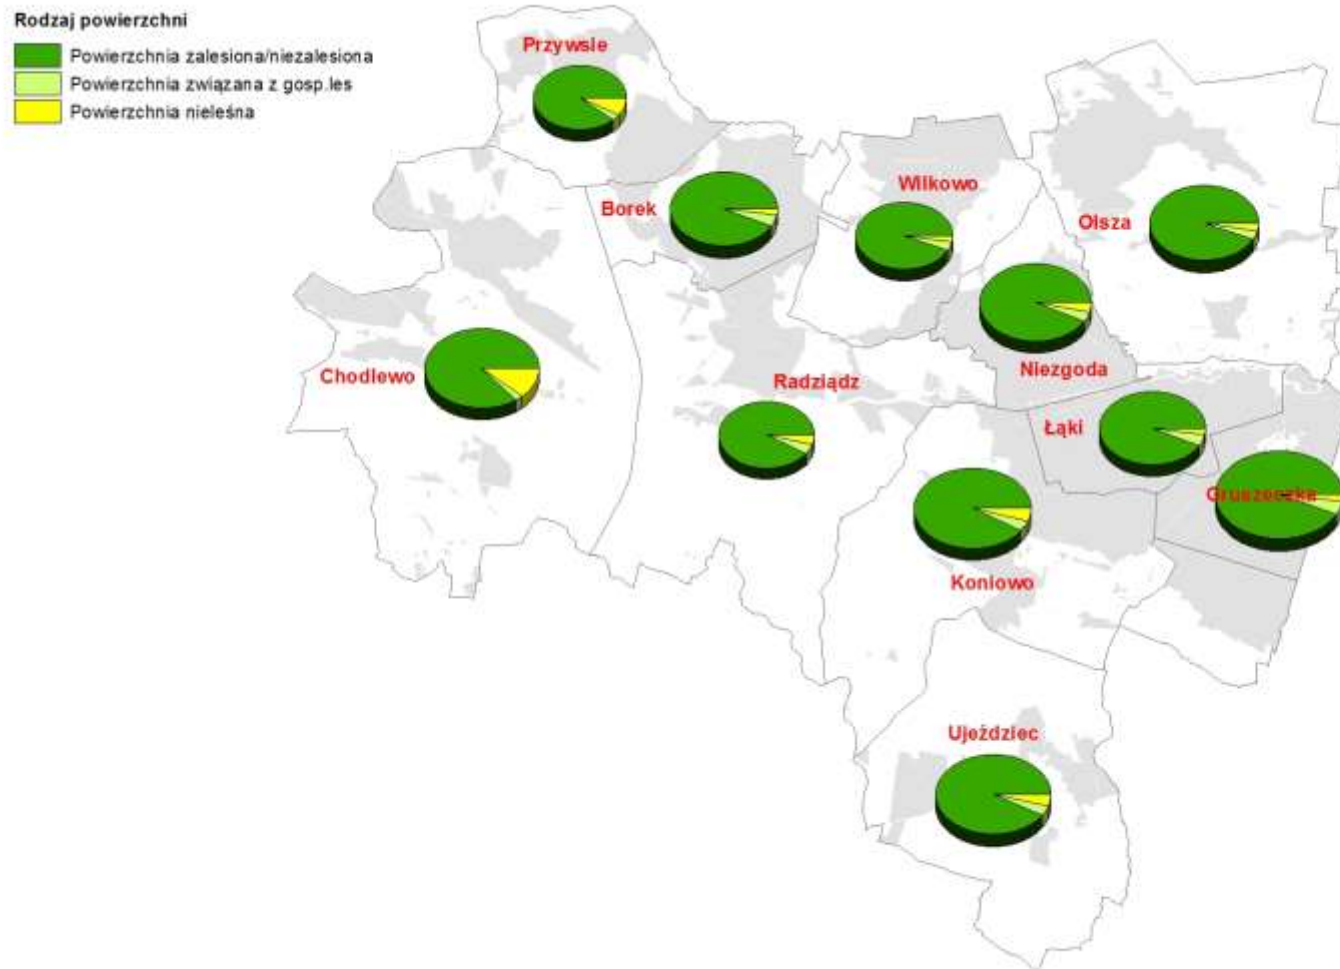 Rodzaj powierzchni
Powierzchnia zalesiona/niezalesiona
Powierzchnia związana z gosp.les
Powierzchnia nieleśna
Przywsie
Borek
Wilkowo
Olsza
Niezgoda
Chodlewo
Radziądz
Łąki
Gruszeczka
Koniowo
Ujeździec